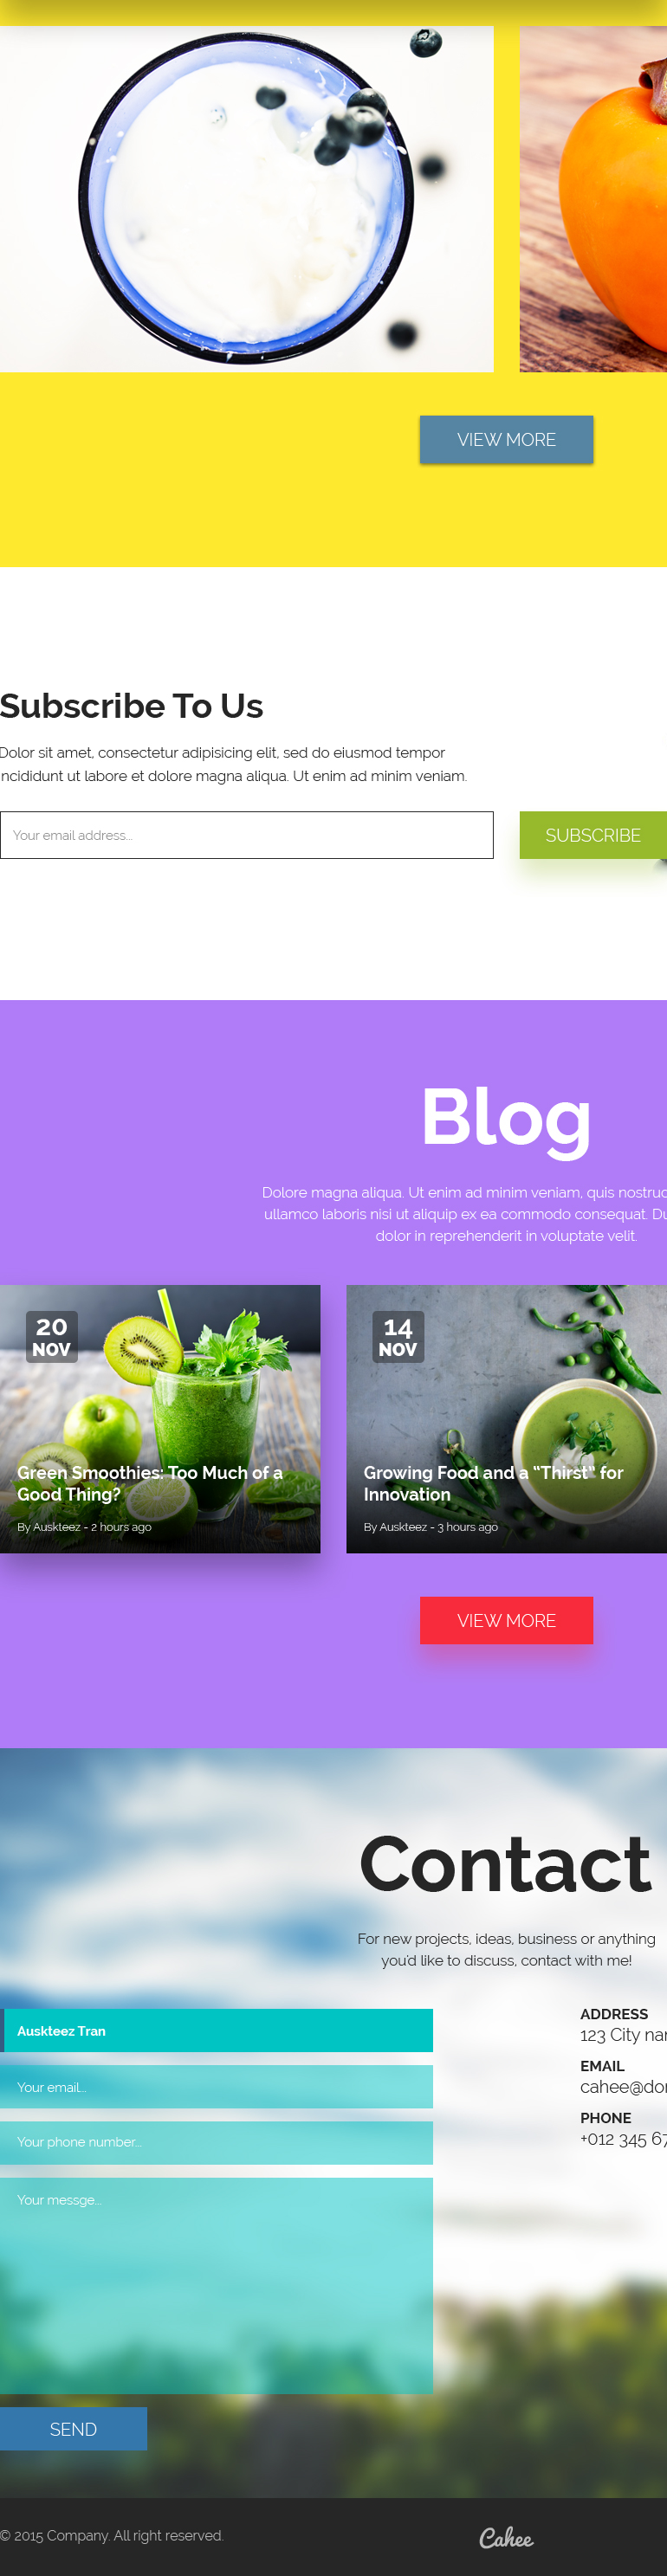 VIEW MORE
Subscribe To Us
Dolor sit amet, consectetur adipisicing elit, sed do eiusmod tempor
ncididunt ut labore et dolore magna aliqua. Ut enim ad minim veniam.
Your email address...
SUBSCRIBE
Blog
Dolore magna aliqua. Ut enim ad minim veniam, quis nostrud
ullamco laboris nisi ut aliquip ex ea commodo consequat. Du
dolor in reprehenderit in voluptate velit.
20
NOV
Green Smoothies: Too Much of a
Good Thing?
By Auskteez - 2 hours ago
14
NOV
Growing Food and a “Thirst” for
Innovation
By Auskteez - 3 hours ago
VIEW MORE
Contact
For new projects, ideas, business or anything
you'd like to discuss, contact with me!
Auskteez Tran
Your email...
Your phone number...
Your messge...
SEND
ADDRESS
123 City nar
EMAIL
cahee@dor
PHONE
+012 345 67
© 2015 Company. All right reserved.
Cahee